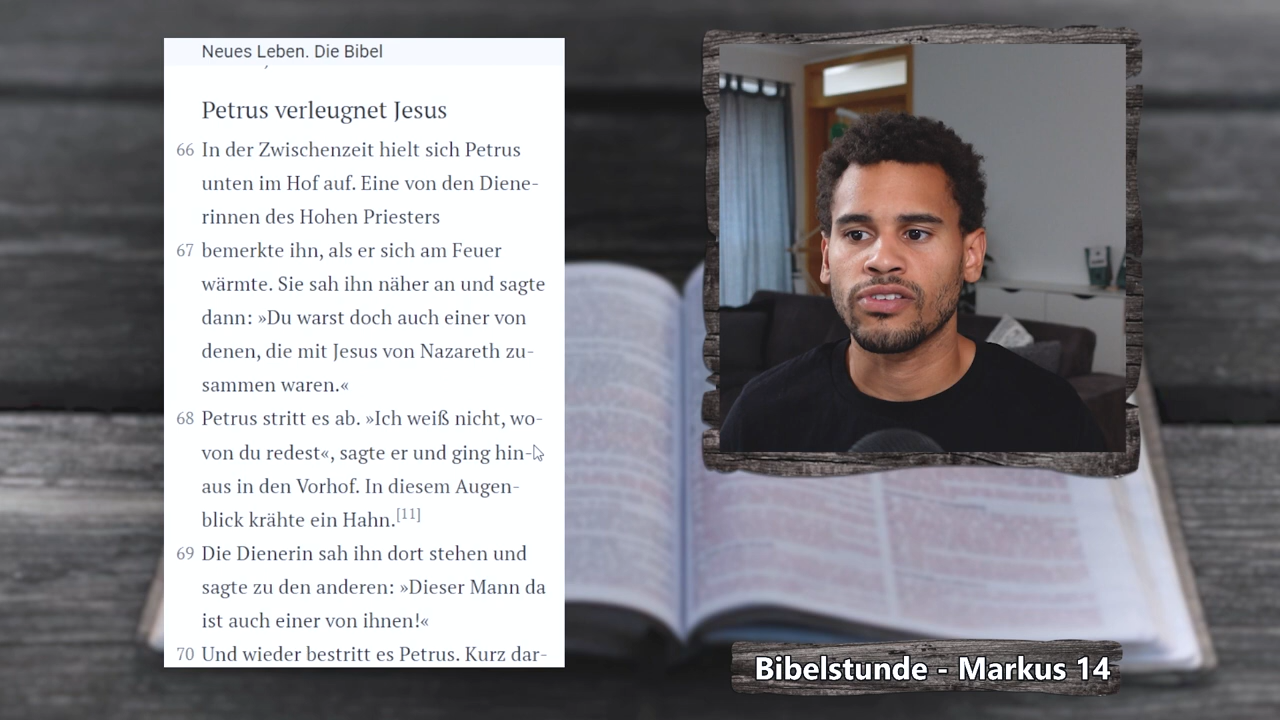 Neues Leben. Die Bibel
Petrus verleugnet Jesus
66 In der Zwischenzeit hielt sich Petrus
unten im Hof auf. Eine von den Diene-
rinnen des Hohen Priesters
67 bemerkte ihn, als er sich am Feuer
wärmte. Sie sah ihn näher an und sagte
dann: »Du warst doch auch einer von
denen, die mit Jesus von Nazareth zu-
sammen waren.«
68 Petrus stritt es ab. »Ich weiß nicht, wo-
von du redest«, sagte er und ging hin-
aus in den Vorhof. In diesem Augen-
blick krähte ein Hahn.[11]
69 Die Dienerin sah ihn dort stehen und
sagte zu den anderen: »Dieser Mann da
ist auch einer von ihnen!«
70 Und wieder bestritt es Petrus. Kurz dar-
Bibelstunde - Markus 14